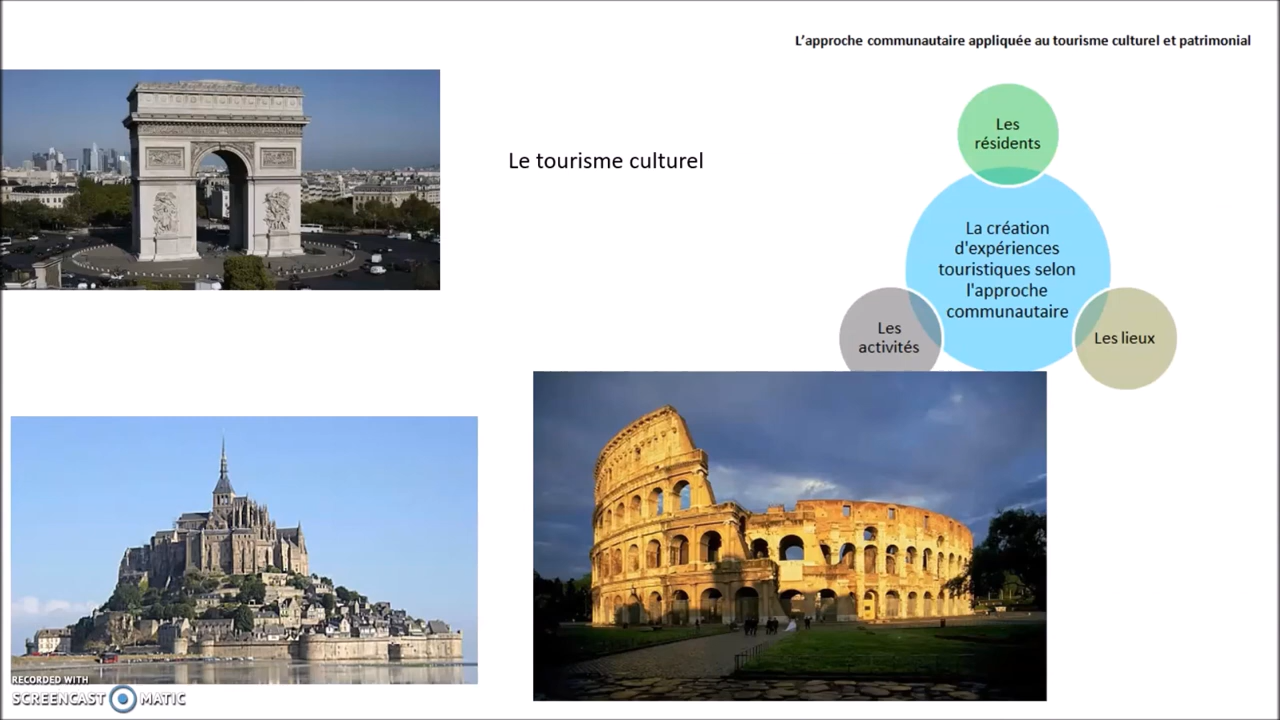 L'approche communautaire appliquée au tourisme culturel et patrimonial
Le tourisme culturel
Les
résidents
La création
d'expériences
touristiques selon
l'approche
communautaire
Les
activités
Les lieux
RECORDED WITH
SCREENCAST MATIC